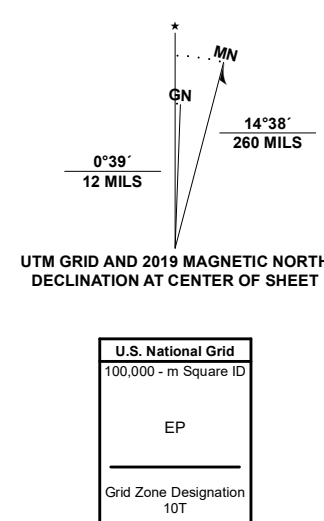 ★
MN
GN
14°38´
260 MILS
0°39´
12 MILS
UTM GRID AND 2019 MAGNETIC NORTH
DECLINATION AT CENTER OF SHEET
U.S. National Grid
100,000 - m Square ID
EP
Grid Zone Designation
10T